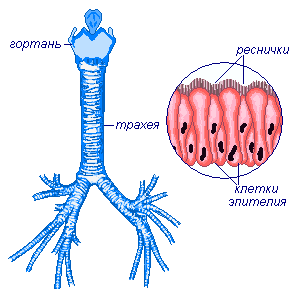 гортань
реснички
трахея
клетки
эпителия